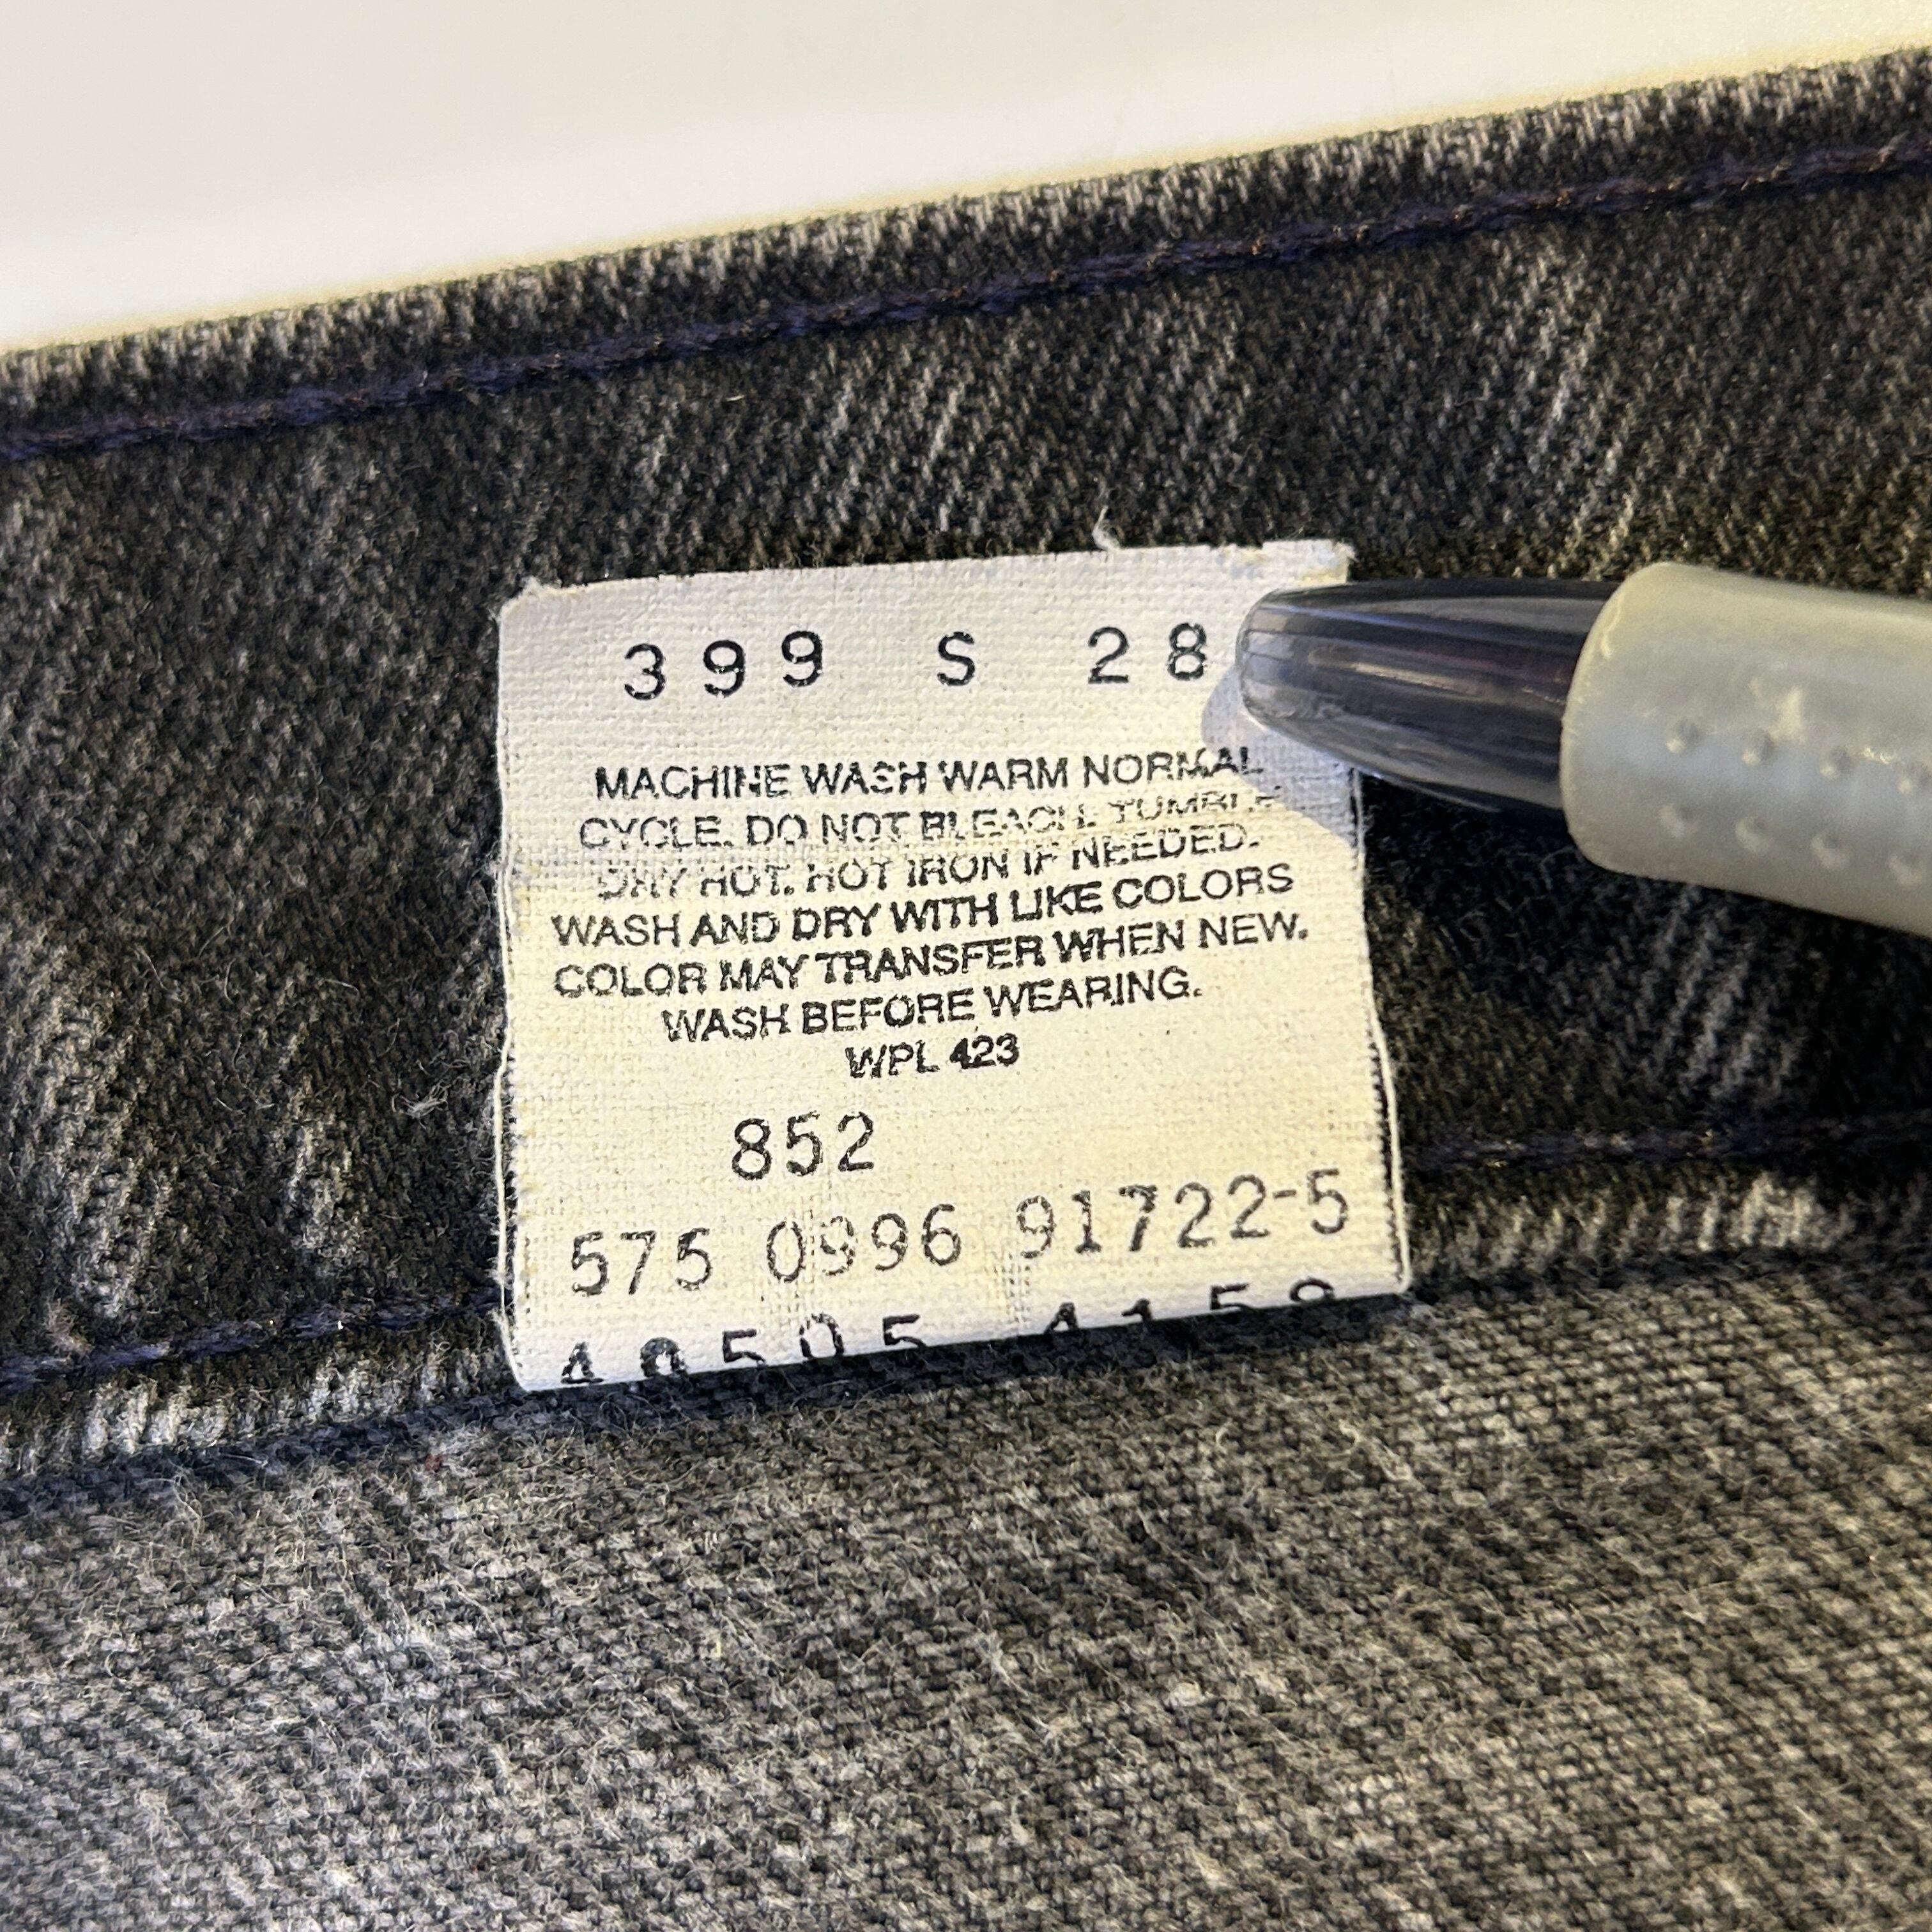 399 S 28
MACHINE WASH WARM NORMAL
CYCLE. DO NOT BLEACH. TUMBLE
DRY HOT. HOT IRON IF NEEDED.
WASH AND DRY WITH LIKE COLORS
COLOR MAY TRANSFER WHEN NEW.
WASH BEFORE WEARING.
WPL 423
852
575 0996 91722-5